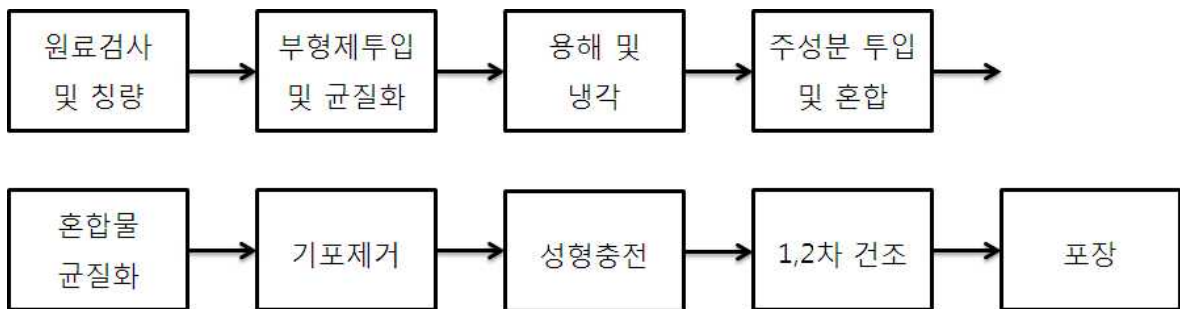 원료검사
및 칭량
부형제투입
및 균질화
용해 및
냉각
주성분 투입
및 혼합
혼합물
균질화
기포제거
성형충전
1,2차 건조
포장